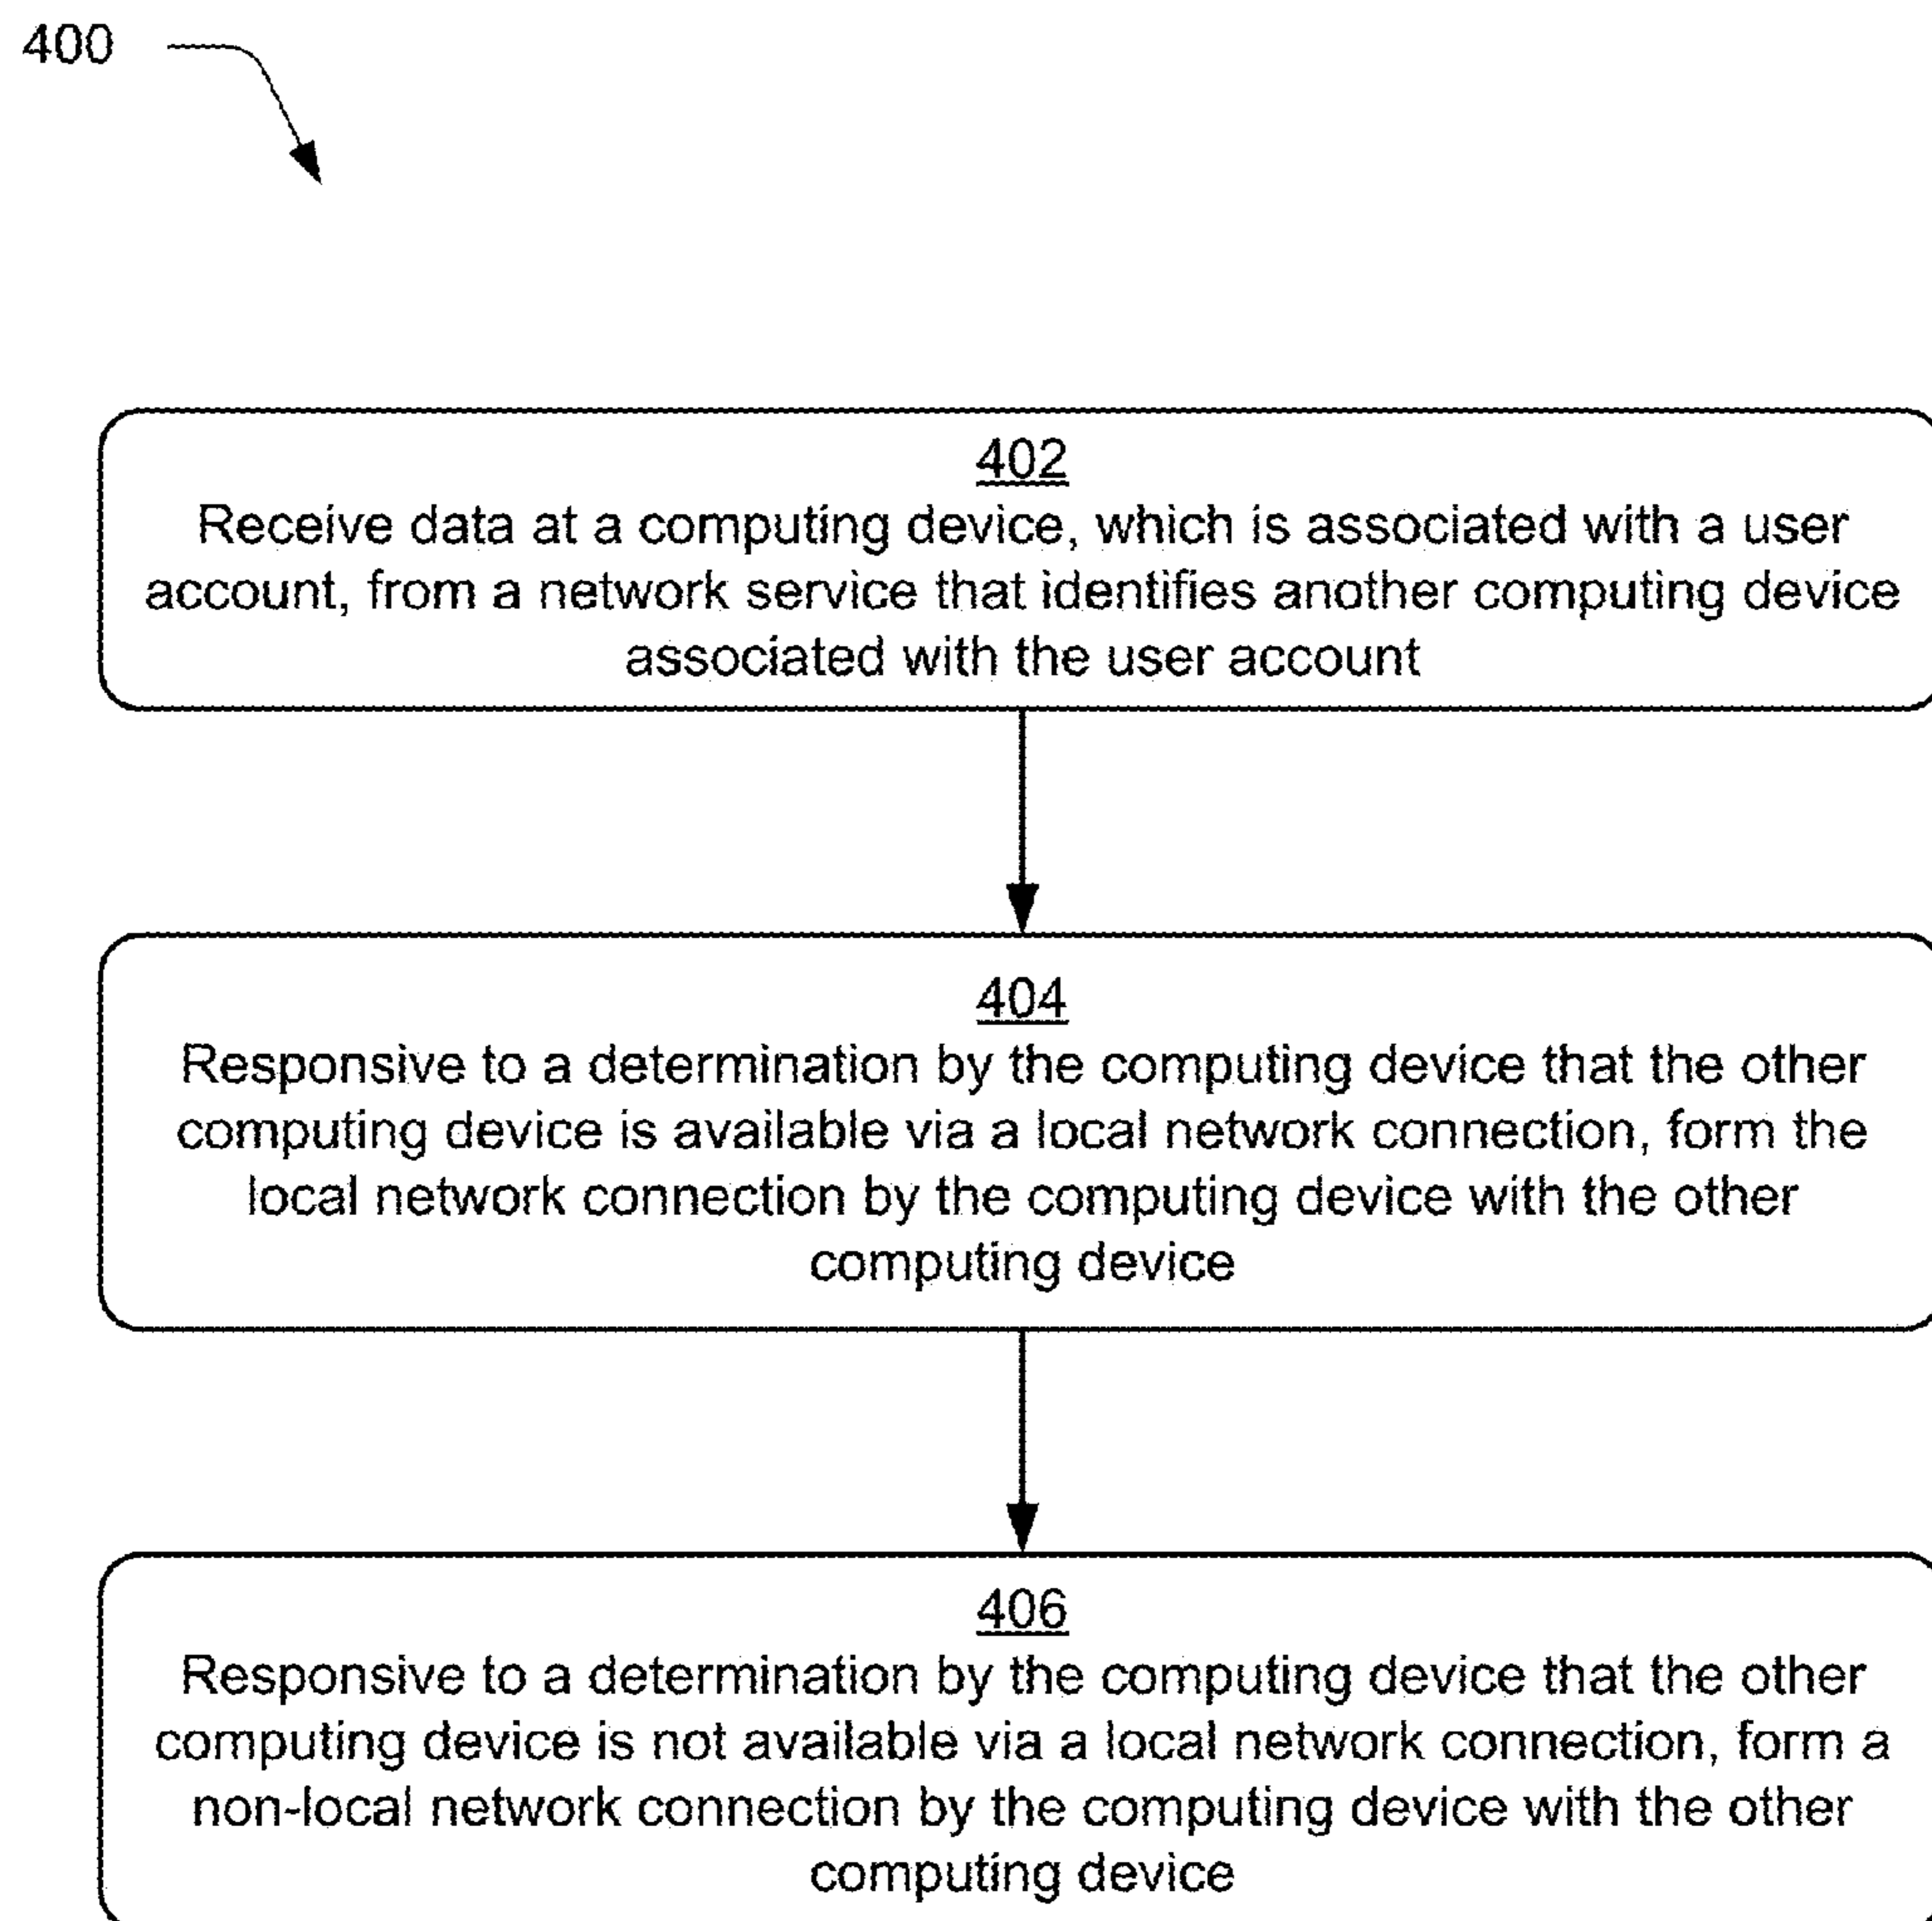 400
402
Receive data at a computing device, which is associated with a user
account, from a network service that identifies another computing device
associated with the user account
404
Responsive to a determination by the computing device that the other
computing device is available via a local network connection, form the
local network connection by the computing device with the other
computing device
406
Responsive to a determination by the computing device that the other
computing device is not available via a local network connection, form a
non-local network connection by the computing device with the other
computing device